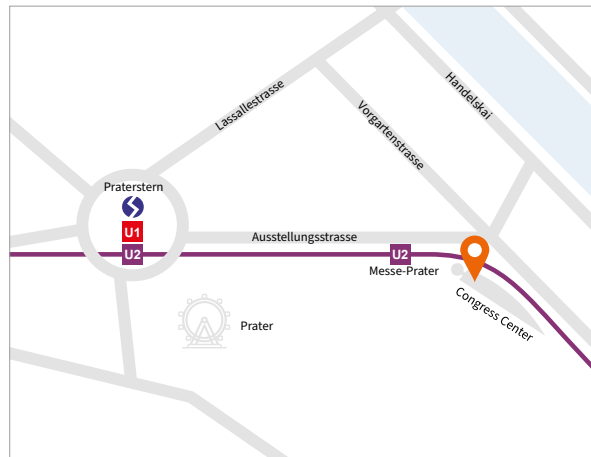 Handelskai
Lassallestrasse
Vorgartenstrasse
Praterstern
U1
U2
Ausstellungsstrasse
U2
Messe-Prater
Congress Center
Prater